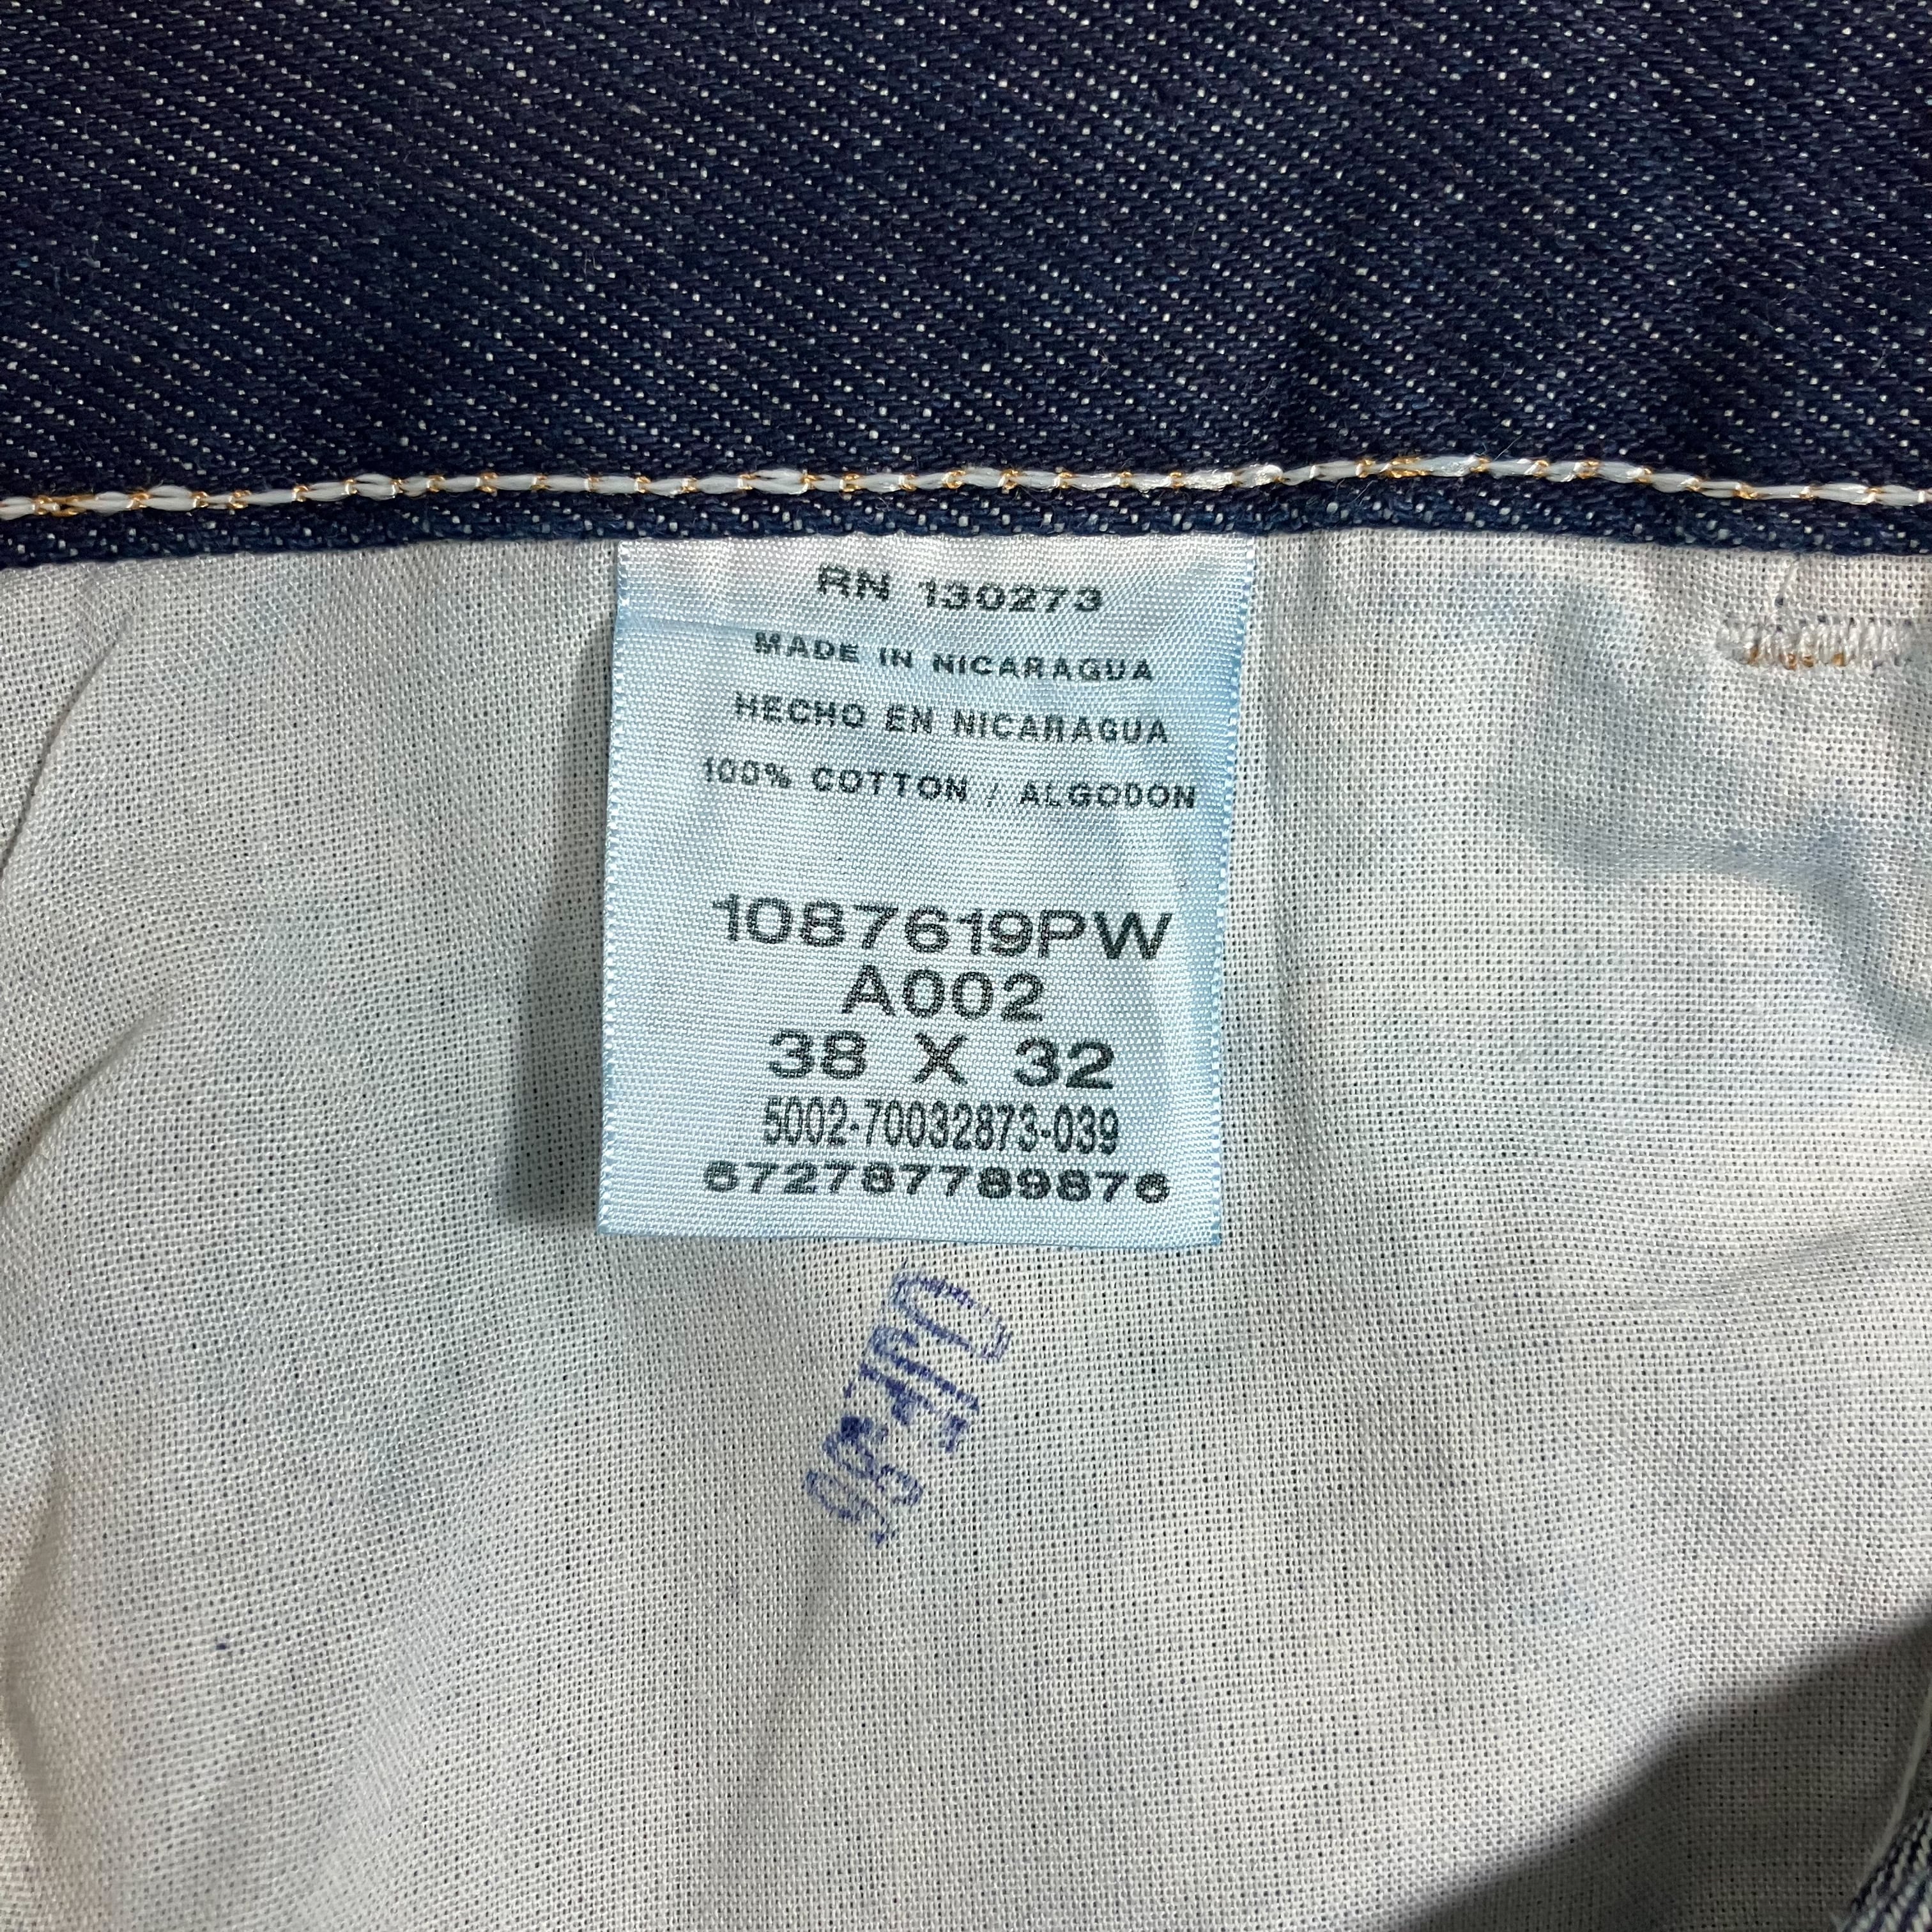 RN 130273
MADE IN NICARAGUA
HECHO EN NICARAGUA
100% COTTON / ALGODON
1087619PW
A002
38 X 32
5002-70032873-039
672787789876